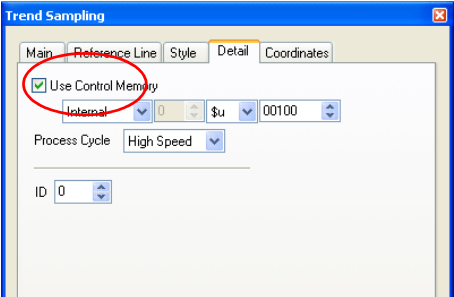 Trend Sampling
Main Reference Line Style Detail Coordinates
Use Control Memory
Internal 0 $u 00100
Process Cycle High Speed
ID 0